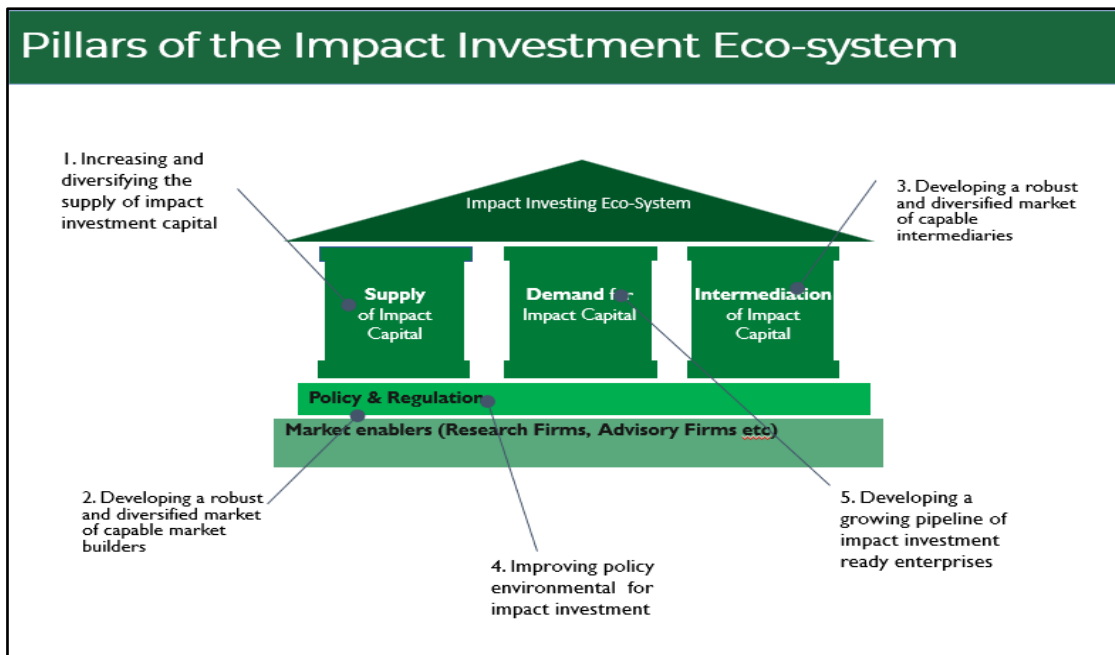 Pillars of the Impact Investment Eco-system
1. Increasing and
diversifying the
supply of impact
investment capital
Impact Investing Eco-System
3. Developing a robust
and diversified market
of capable
intermediaries
Supply
of Impact
Capital
Demand for
Impact Capital
Intermediation
of Impact
Capital
Policy & Regulation
Market enablers (Research Firms, Advisory Firms etc)
2. Developing a robust
and diversified market
of capable market
builders
4. Improving policy
environmental for
impact investment
5. Developing a
growing pipeline of
impact investment
ready enterprises